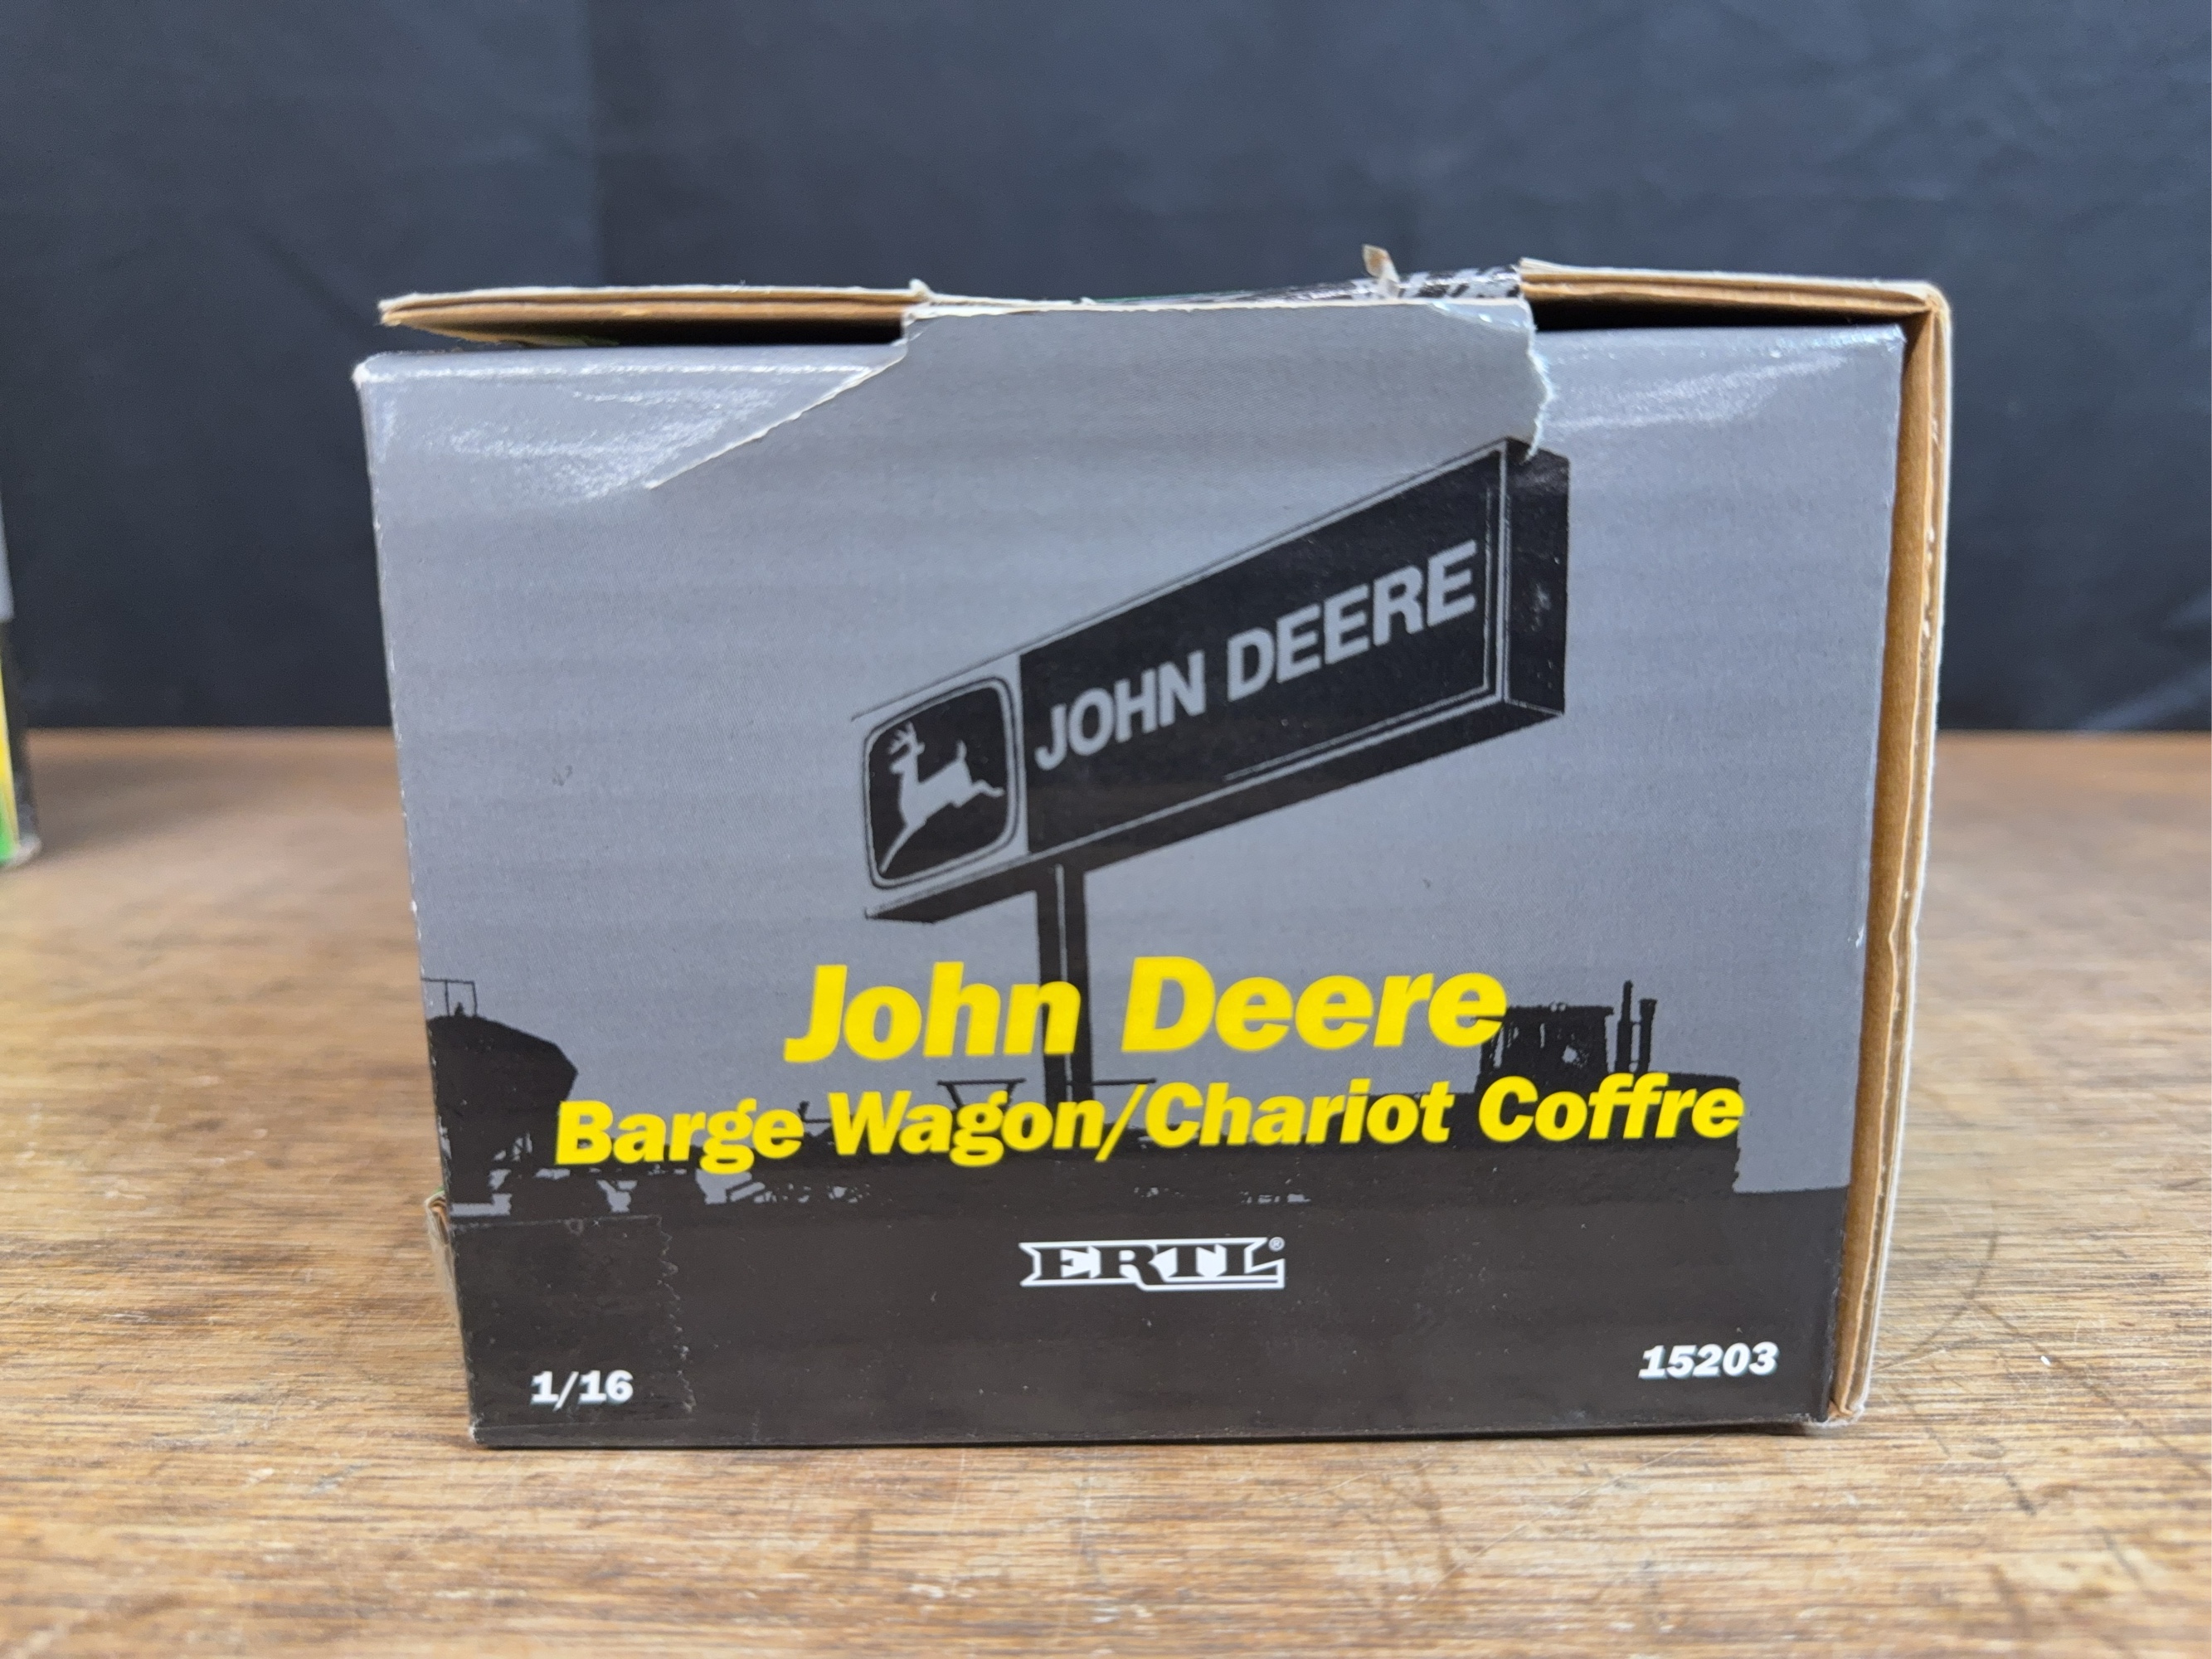 JOHN DEERE
John Deere
Barge Wagon/Chariot Coffre
ERTL®
1/16
15203